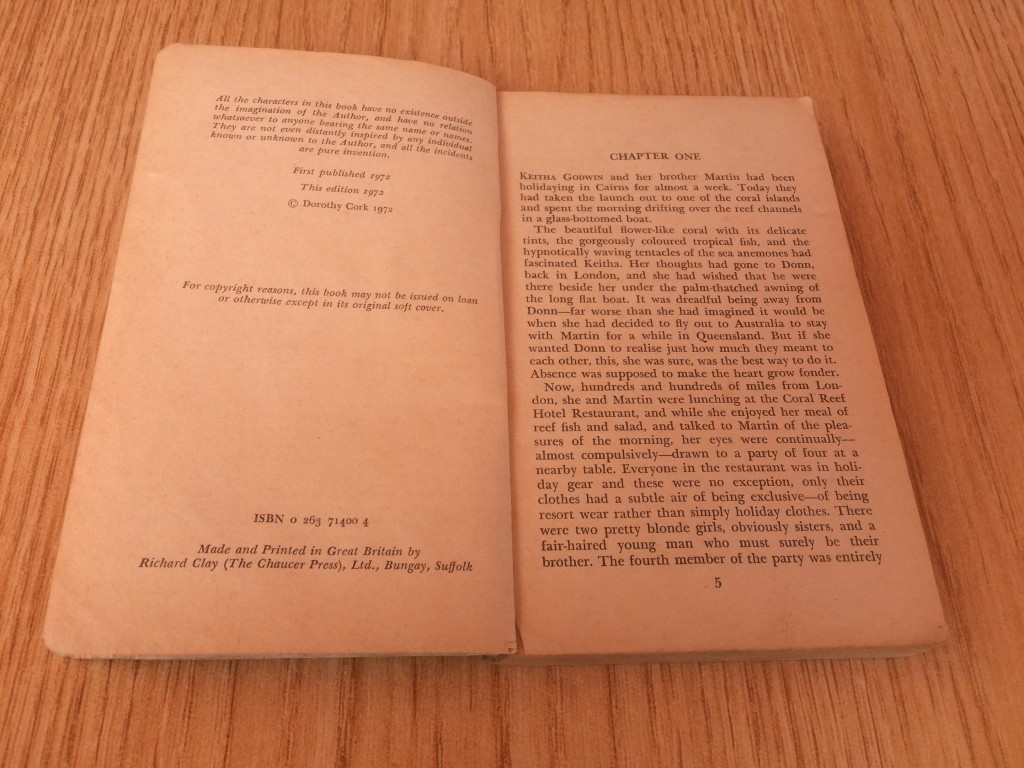 All the characters in this book have no existence outside
the imagination of the Author, and have no relation
whatsoever to anyone bearing the same name or names.
They are not even distantly inspired by any individual
known or unknown to the Author, and all the incidents
are pure invention.
First published 1972
This edition 1972
© Dorothy Cork 1972
For copyright reasons, this book may not be issued on loan
or otherwise except in its original soft cover.
ISBN 0 263 71400 4
Made and Printed in Great Britain by
Richard Clay (The Chaucer Press), Ltd., Bungay, Suffolk
CHAPTER ONE
KEITHA GODWIN and her brother Martin had been
holidaying in Cairns for almost a week. Today they
had taken the launch out to one of the coral islands
and spent the morning drifting over the reef channels
in a glass-bottomed boat.
The beautiful flower-like coral with its delicate
tints, the gorgeously coloured tropical fish, and the
hypnotically waving tentacles of the sea anemones had
fascinated Keitha. Her thoughts had gone to Donn,
back in London, and she had wished that he were
there beside her under the palm-thatched awning of
the long flat boat. It was dreadful being away from
Donn—far worse than she had imagined it would be
when she had decided to fly out to Australia to stay
with Martin for a while in Queensland. But if she
wanted Donn to realise just how much they meant to
each other, this, she was sure, was the best way to do it.
Absence was supposed to make the heart grow fonder.
Now, hundreds and hundreds of miles from Lon-
don, she and Martin were lunching at the Coral Reef
Hotel Restaurant, and while she enjoyed her meal of
reef fish and salad, and talked to Martin of the plea-
sures of the morning, her eyes were continually—
almost compulsively—drawn to a party of four at a
nearby table. Everyone in the restaurant was in holi-
day gear and these were no exception, only their
clothes had a subtle air of being exclusive—of being
resort wear rather than simply holiday clothes. There
were two pretty blonde girls, obviously sisters, and a
fair-haired young man who must surely be their
brother. The fourth member of the party was entirely
5